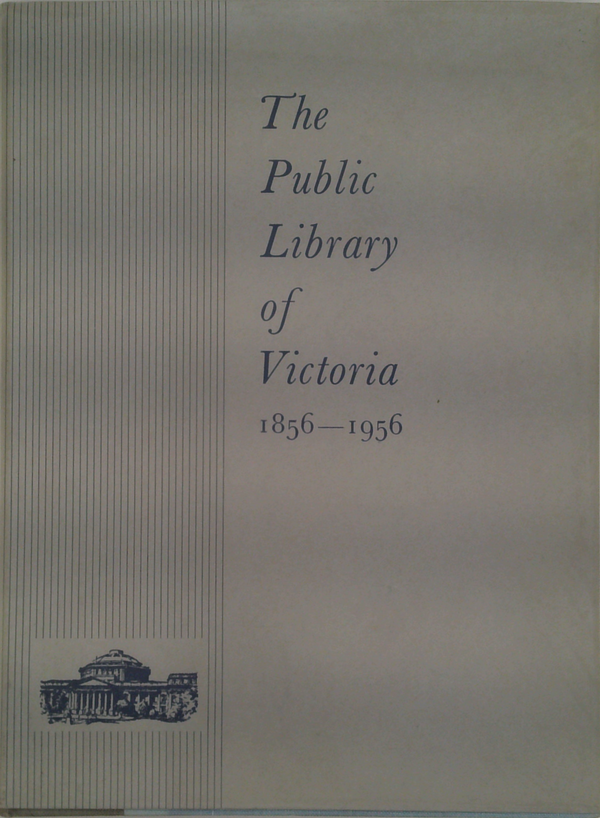 The
Public
Library
of
Victoria
1856—1956